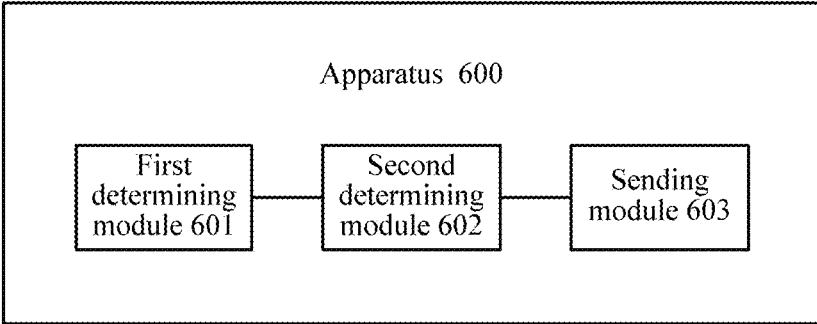 Apparatus 600
First
determining
module 601
Second
determining
module 602
Sending
module 603